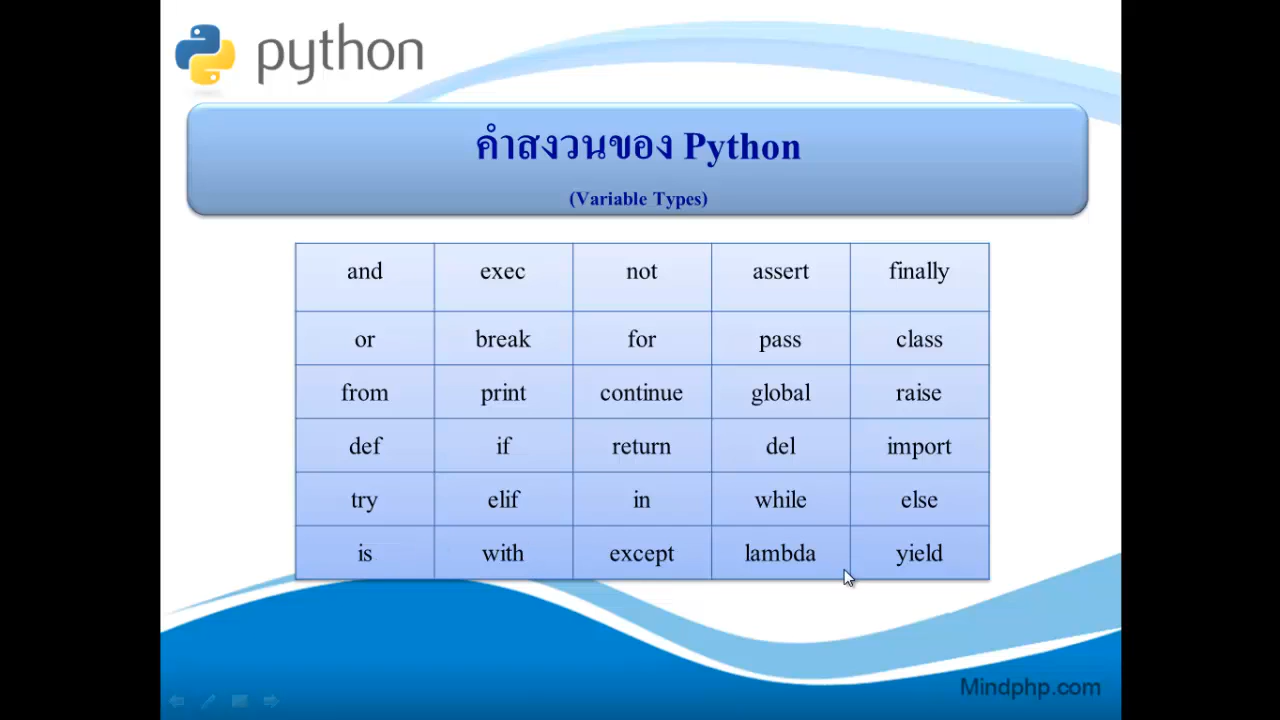 python
คำสงวนของ Python
(Variable Types)
and exec not assert finally
or break for pass class
from print continue global raise
def if return del import
try elif in while else
is with except lambda yield
Mindphp.com